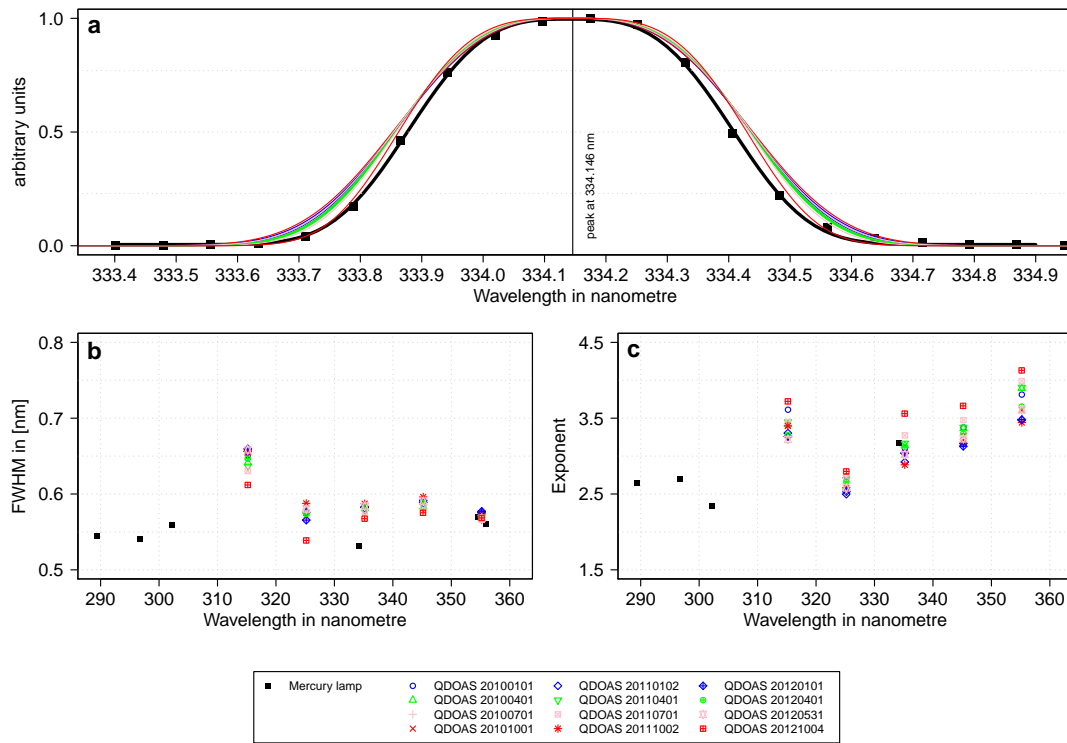 a
arbitrary units
1.0
0.5
0.0
peak at 334.146 nm
333.4 333.5 333.6 333.7 333.8 333.9 334.0 334.1 334.2 334.3 334.4 334.5 334.6 334.7 334.8 334.9
Wavelength in nanometre
b
FWHM in [nm]
0.8
0.7
0.6
0.5
290 300 310 320 330 340 350 360
Wavelength in nanometre
c
Exponent
4.5
3.5
2.5
1.5
290 300 310 320 330 340 350 360
Wavelength in nanometre
Mercury lamp QDOAS 20100101 QDOAS 20110102 QDOAS 20120101
QDOAS 20100401 QDOAS 20110401 QDOAS 20120401
QDOAS 20100701 QDOAS 20110701 QDOAS 20120531
QDOAS 20101001 QDOAS 20111002 QDOAS 20121004